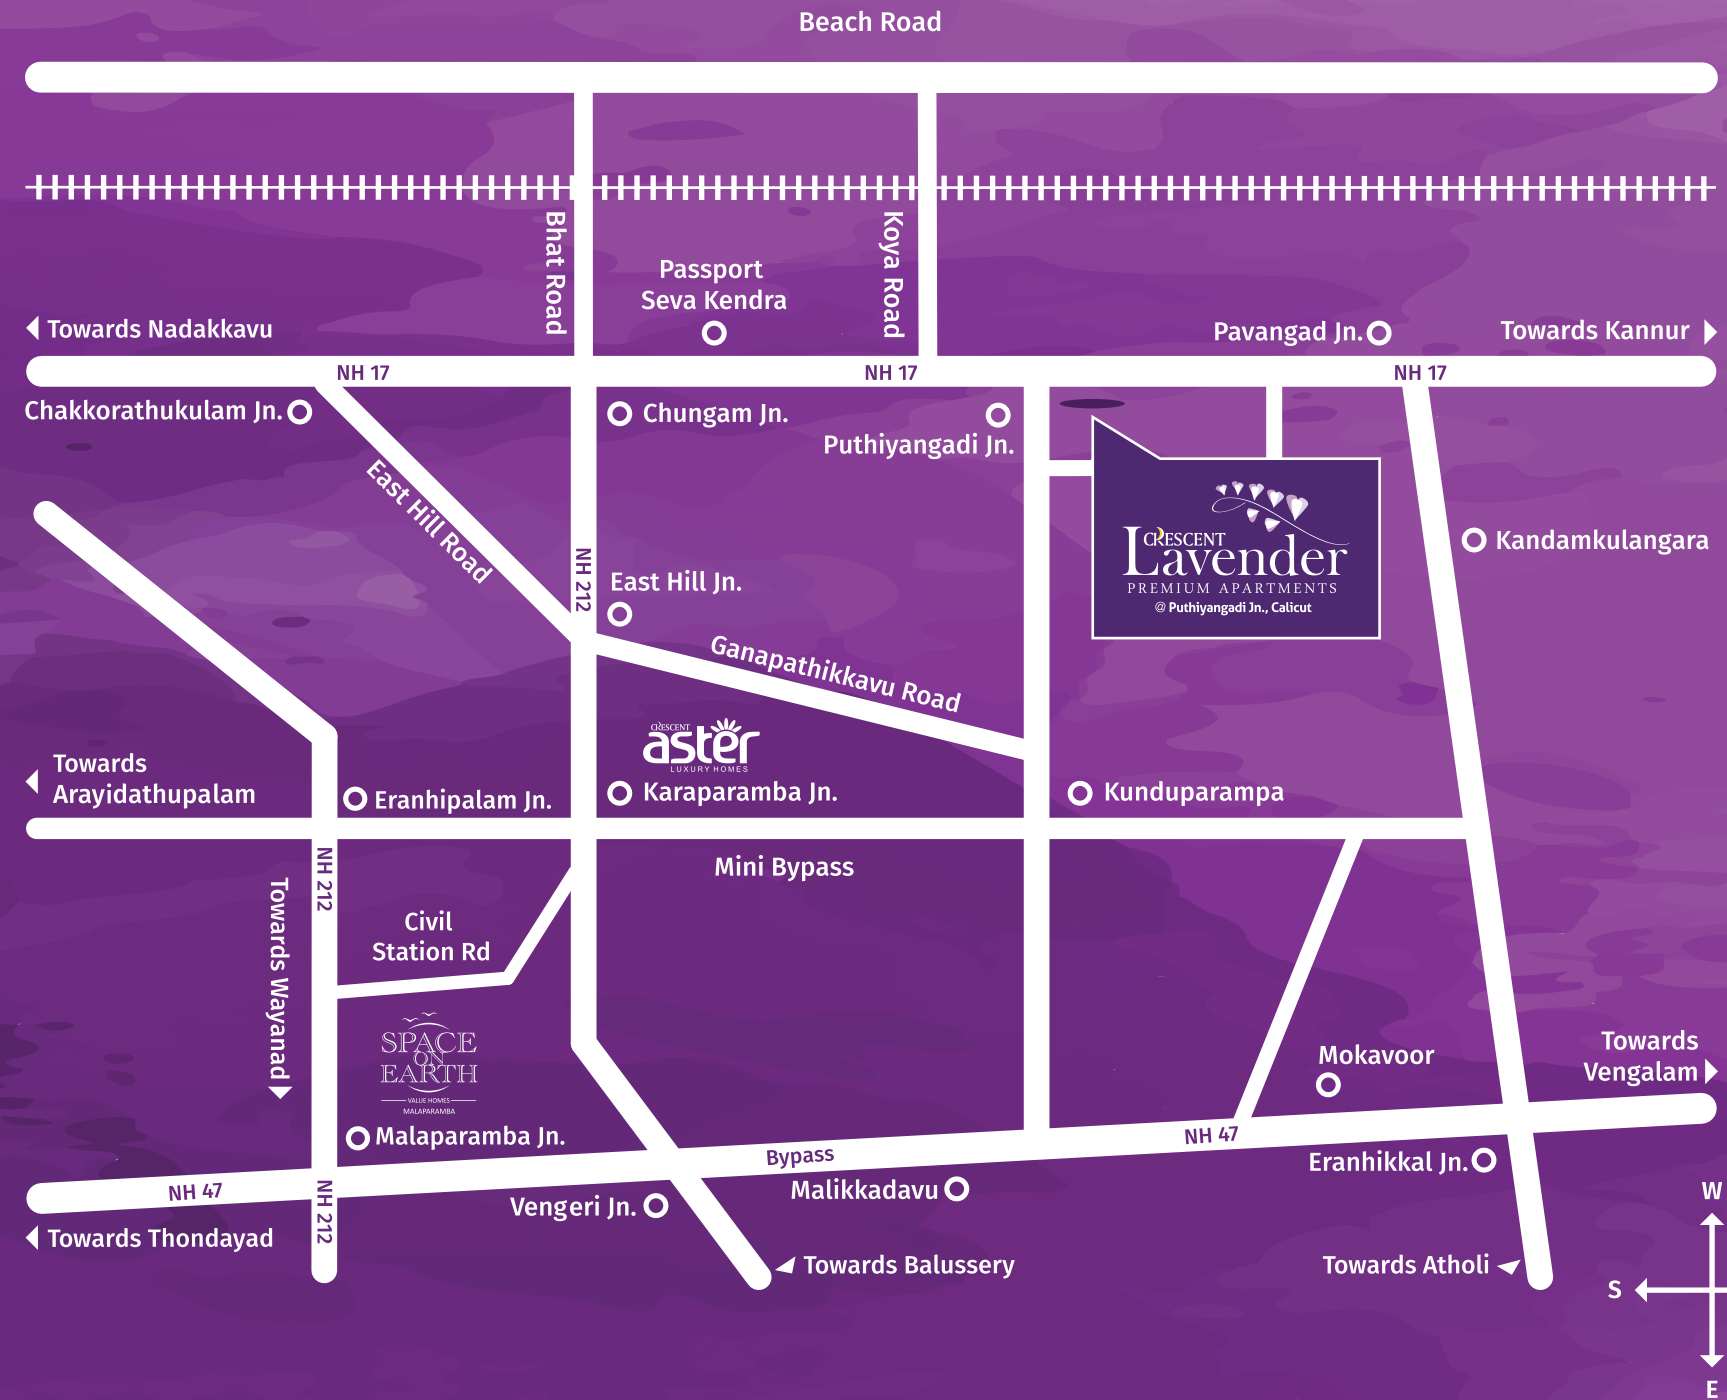 Beach Road
Bhat Road
Koya Road
Passport
Seva Kendra
Towards Nadakkavu
Pavangad Jn.
Towards Kannur
NH 17
NH 17
NH 17
Chakkorathukulam Jn.
Chungam Jn.
Puthiyangadi Jn.
East Hill Road
NH 212
East Hill Jn.
CRESCENT
Lavender
PREMIUM APARTMENTS
@ Puthiyangadi Jn., Calicut
Kandamkulangara
Ganapathikkavu Road
CRESCENT
aster
LUXURY HOMES
Towards
Arayidathupalam
Eranhipalam Jn.
Karaparamba Jn.
Kunduparampa
Mini Bypass
NH 212
Towards Wayanad
Civil
Station Rd
SPACE
ON
EARTH
VALUE HOMES
MALAPARAMBA
Malaparamba Jn.
Mokavoor
Towards
Vengalam
NH 47
Bypass
NH 47
Eranhikkal Jn.
NH 212
Vengeri Jn.
Malikkadavu
Towards Thondayad
Towards Balussery
Towards Atholi
W
S
E